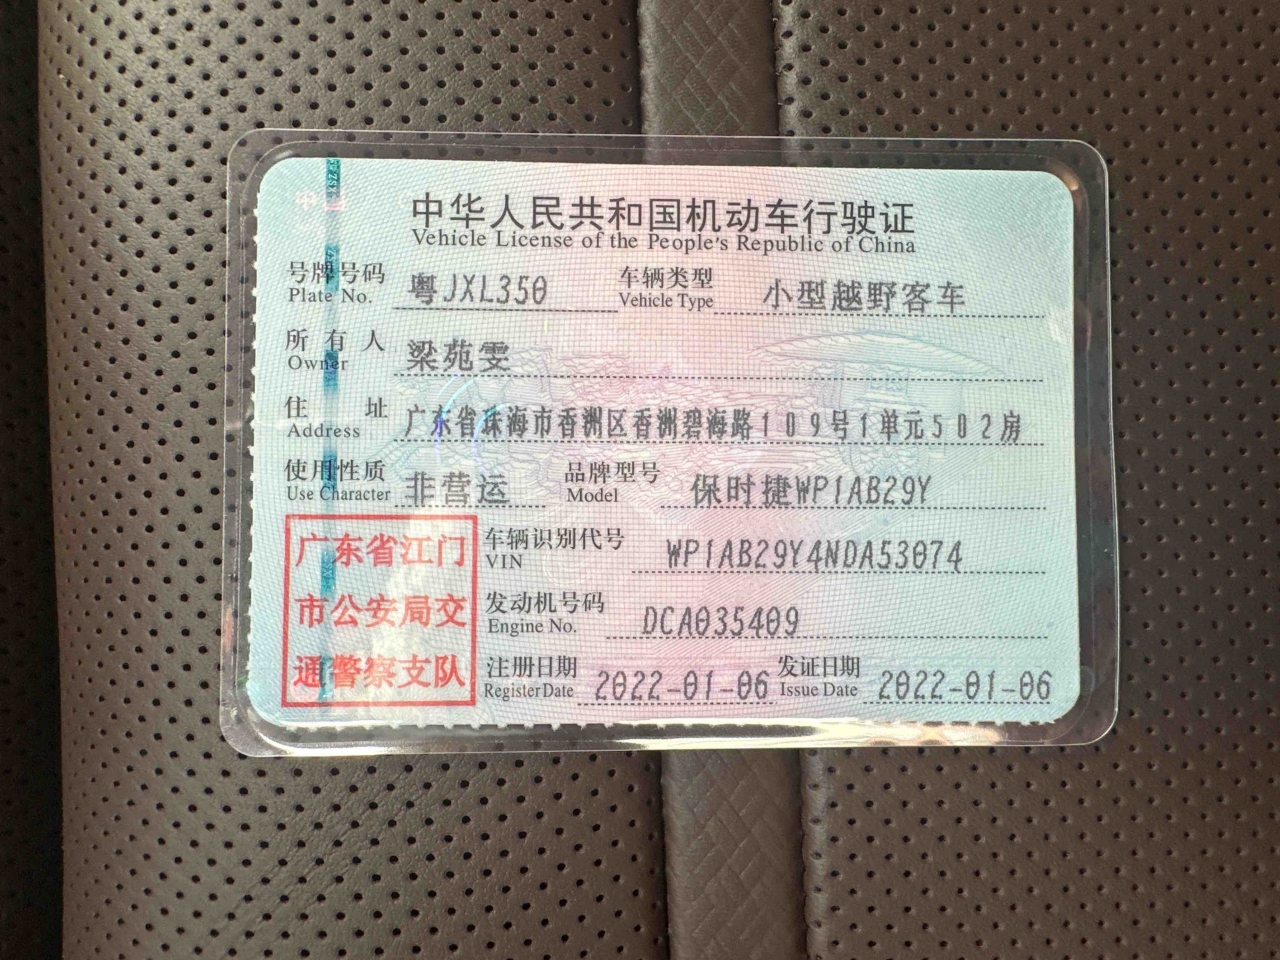 中华人民共和国机动车行驶证
Vehicle License of the People's Republic of China
号牌号码 粤JXL350 车辆类型 小型越野客车
Plate No. Vehicle Type
所有人 梁苑雯
Owner
住址 广东省珠海市香洲区香洲碧海路109号1单元502房
Address
使用性质 非营运 品牌型号 保时捷WP1AB29Y
Use Character Model
广东省江门
市公安局交
通警察支队
车辆识别代号 WP1AB29Y4NDA53074
VIN
发动机号码 DCA035409
Engine No.
注册日期 2022-01-06 发证日期 2022-01-06
Register Date Issue Date